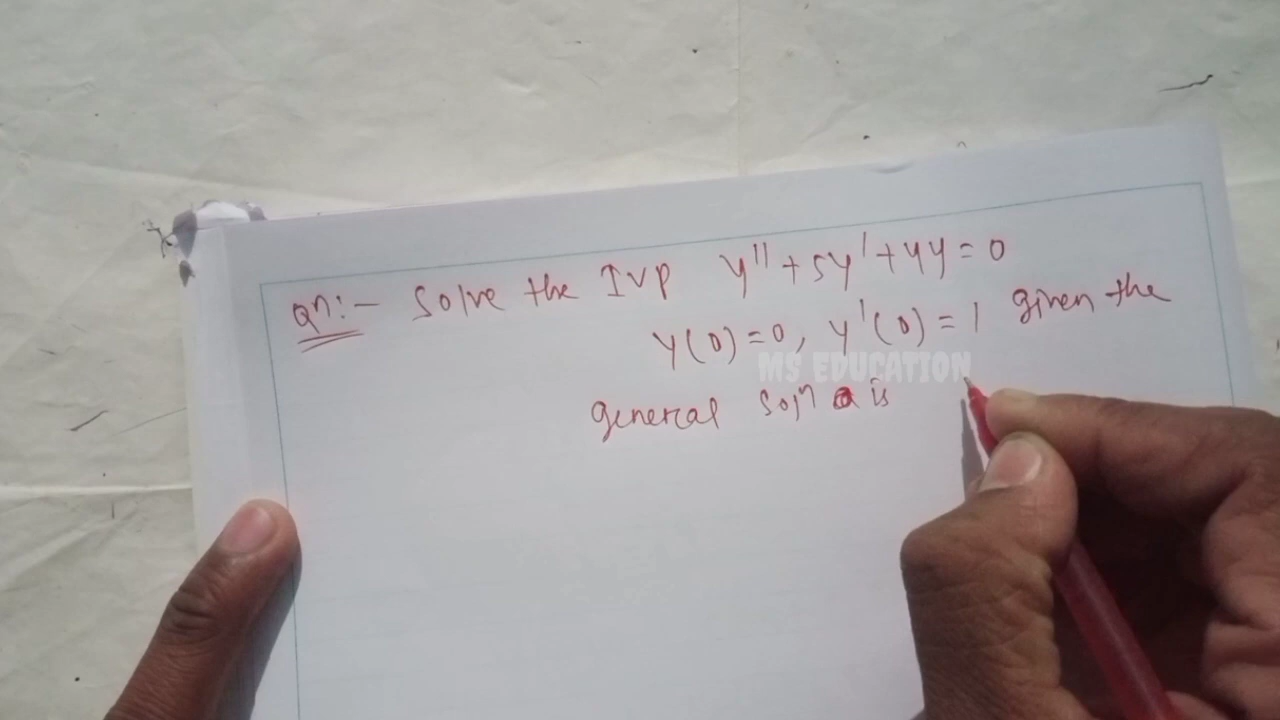 Qn:- Solve the IVP y'' + 5y' + 4y = 0
y(0) = 0, y'(0) = 1 given the
MS EDUCATION
general soln is